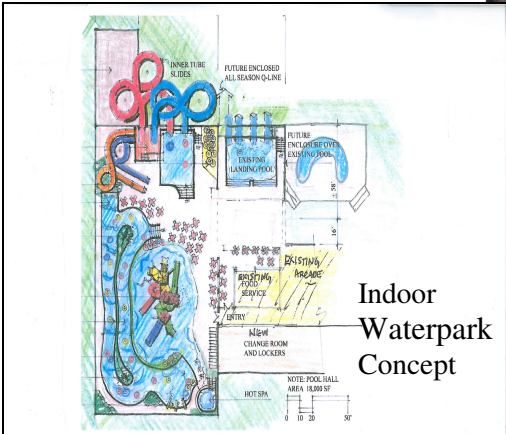 INNER TUBE
SLIDES
FUTURE ENCLOSED
ALL SEASON Q-LINE
FUTURE
ENCLOSURE OVER
EXISTING POOL
EXISTING
LANDING POOL
± 58'
16'
EXISTING
ARCADE
EXISTING
FOOD
SERVICE
ENTRY
NEW
CHANGE ROOM
AND LOCKERS
HOT SPA
NOTE: POOL HALL
AREA 18,000 SF
0 10 20 50'
Indoor
Waterpark
Concept